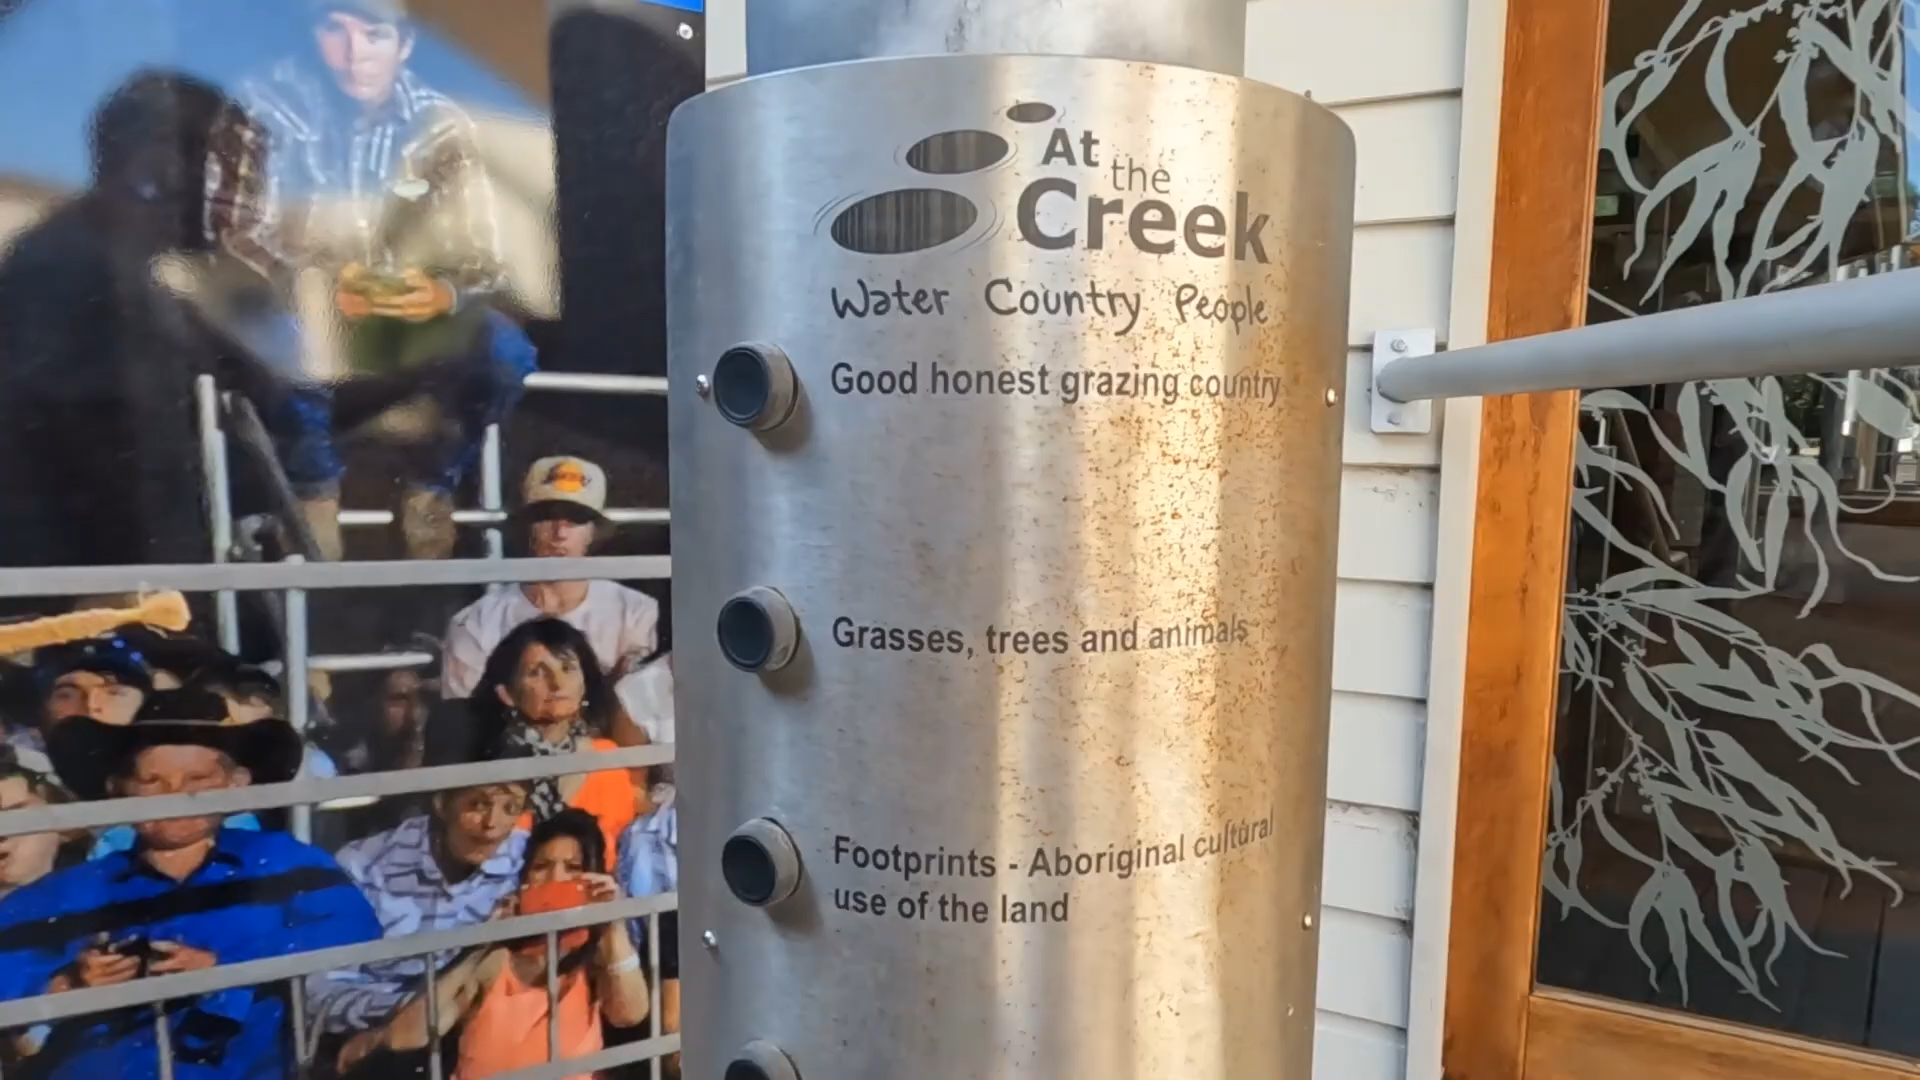 At
the
Creek
Water Country People
Good honest grazing country
Grasses, trees and animals
Footprints - Aboriginal cultural
use of the land